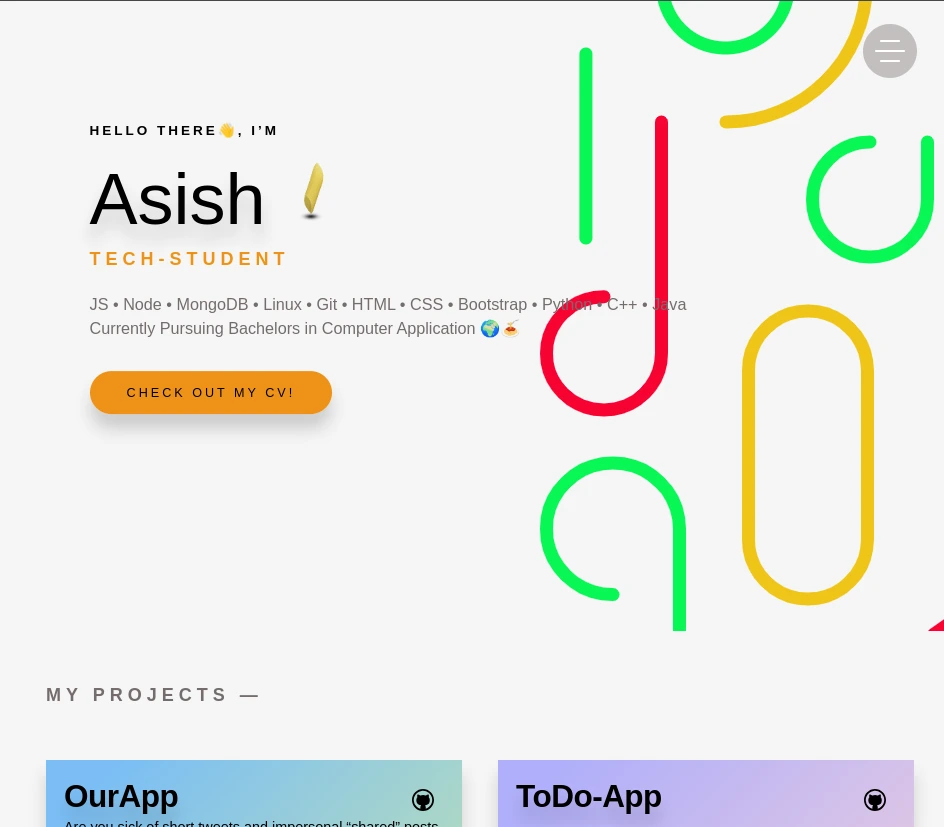 HELLO THERE👋, I’M
Asish
TECH-STUDENT
JS • Node • MongoDB • Linux • Git • HTML • CSS • Bootstrap • Python • C++ • Java
Currently Pursuing Bachelors in Computer Application 🌍🍝
CHECK OUT MY CV!
MY PROJECTS —
OurApp
ToDo-App
Are you sick of short tweets and impersonal “shared” posts